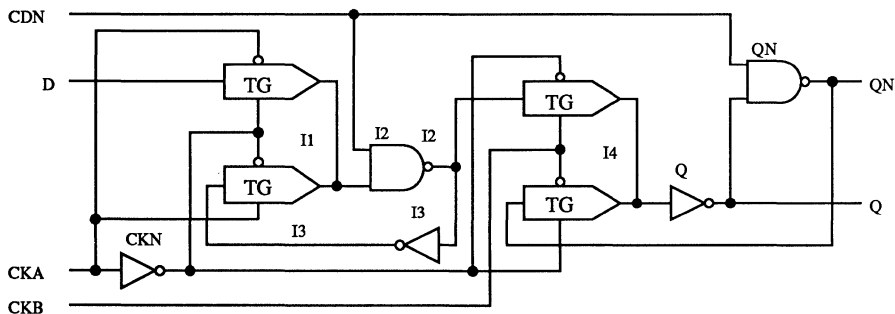 CDN
QN
D
TG
TG
QN
I1
I2
I2
I4
Q
TG
TG
Q
I3
I3
CKN
CKA
CKB